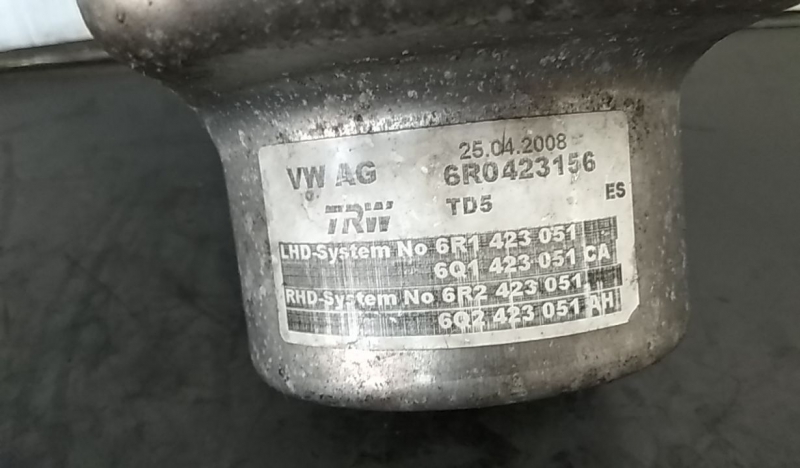 25.04.2008
VW AG 6R0423156
TRW TD5 ES
LHD-System No 6R1 423 051
6Q1 423 051 CA
RHD-System No 6R2 423 051
6Q2 423 051 AH